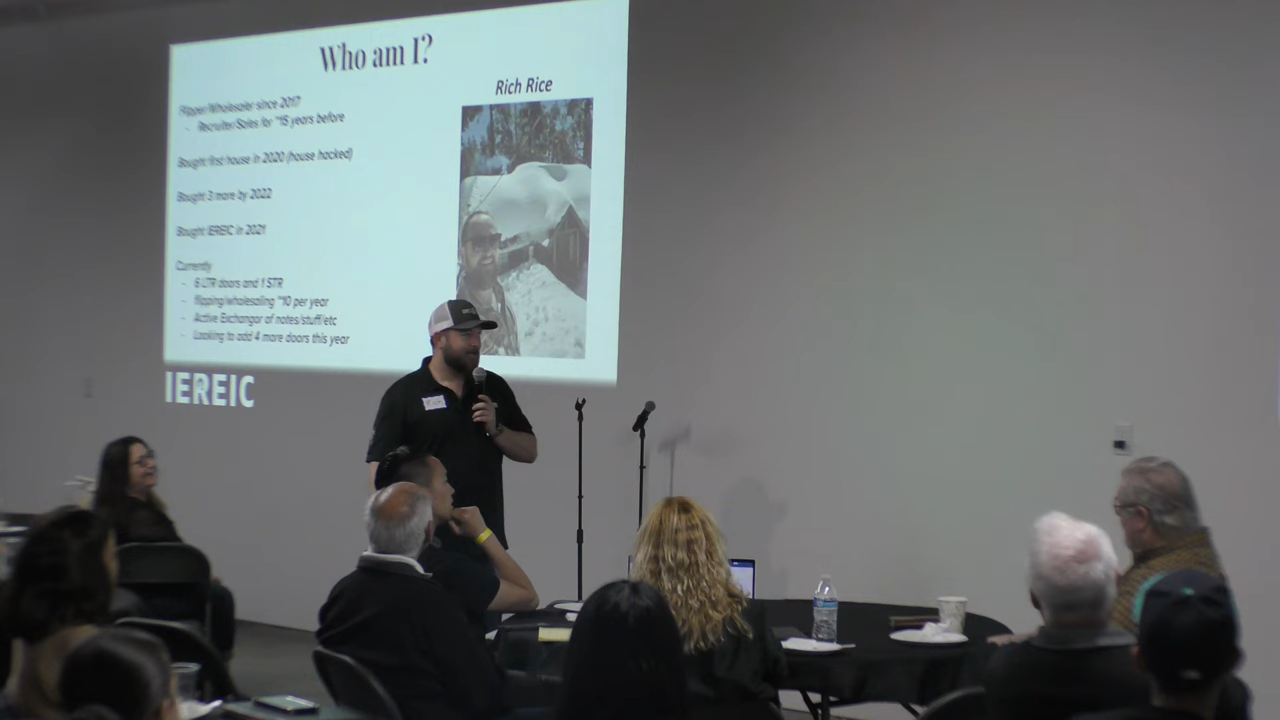 Who am I?
Rich Rice
Flipper/Wholesaler since 2017
- Recruiter/Sales for ~15 years before
Bought first house in 2020 (house hacked)
Bought 3 more by 2022
Bought IEREIC in 2021
Currently
- 6 LTR doors and 1 STR
- flipping/wholesaling ~10 per year
- Active Exchangor of notes/stuff/etc
- Looking to add 4 more doors this year
IEREIC